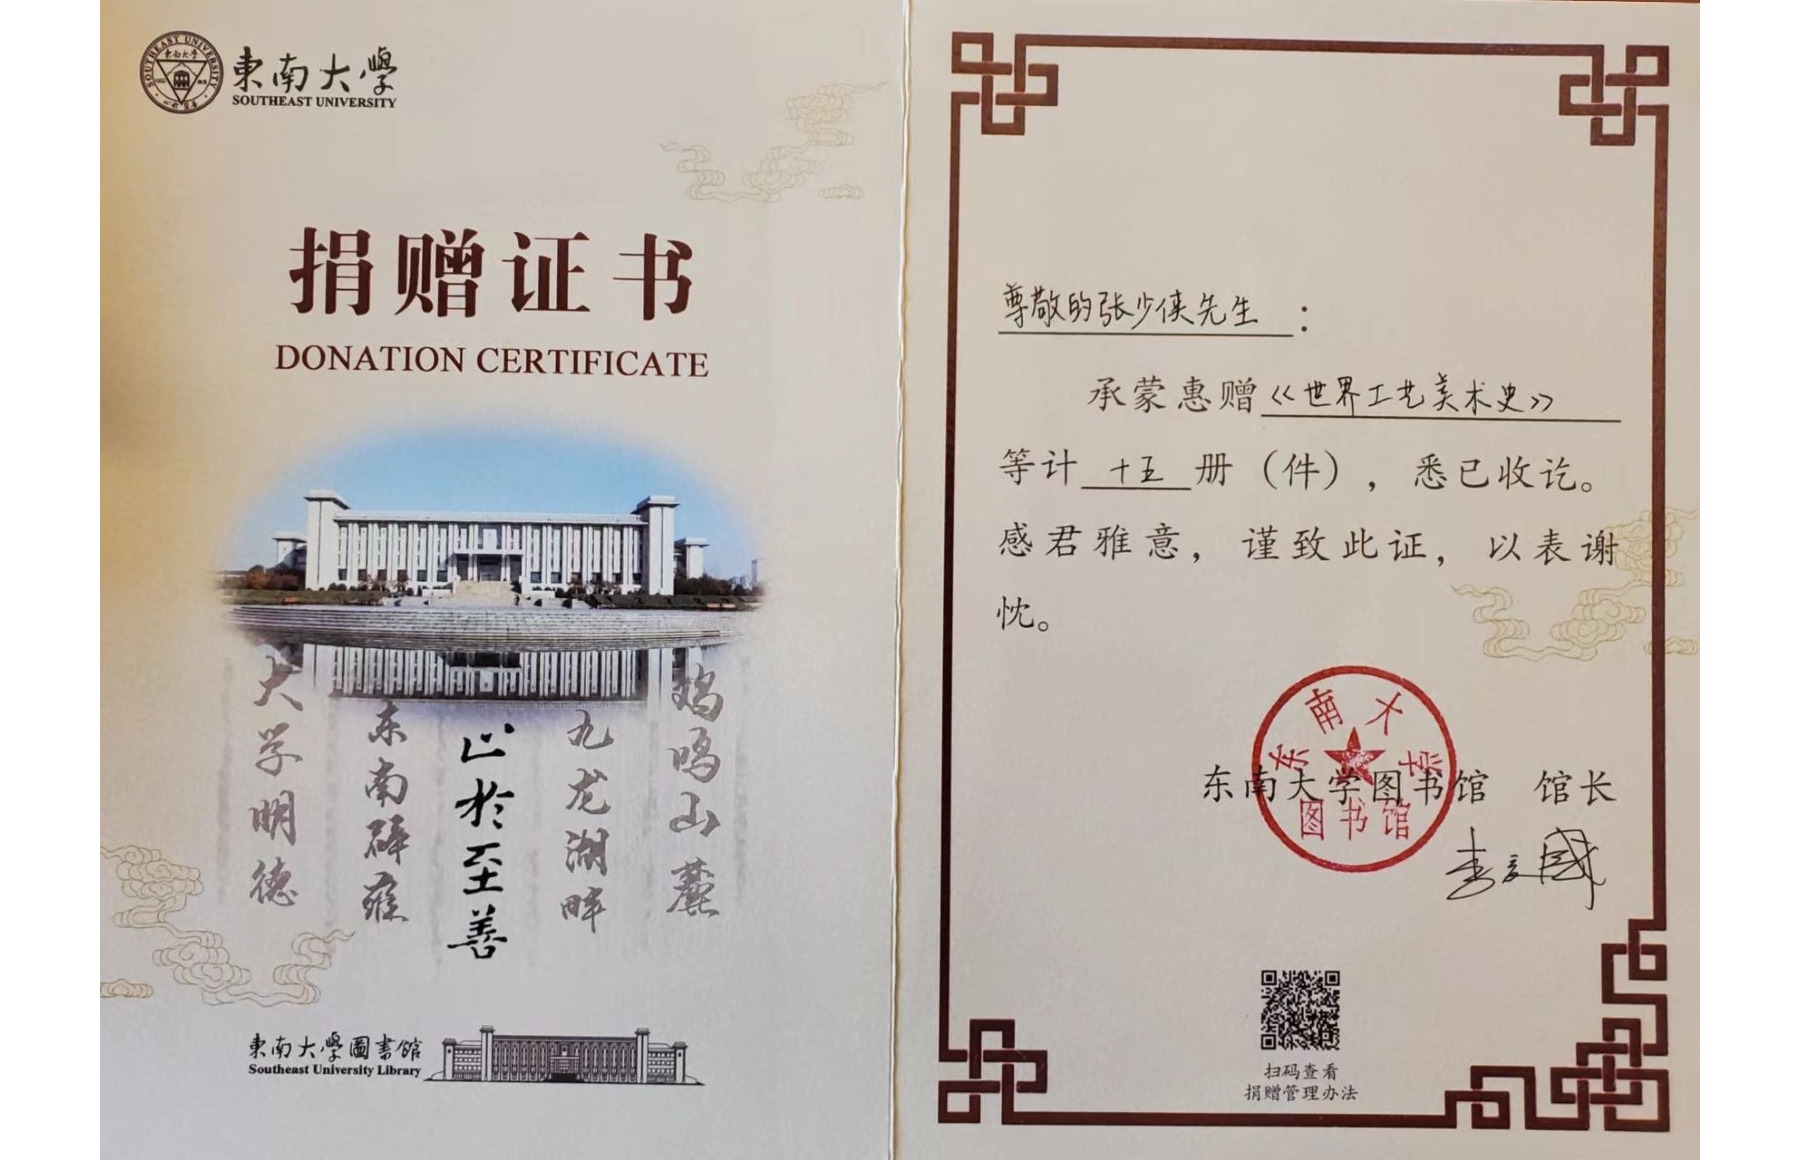 東南大學
SOUTHEAST UNIVERSITY
捐赠证书
DONATION CERTIFICATE
大学明德
东南辟雍
止於至善
九龙湖畔
鸡鸣山麓
東南大學圖書館
Southeast University Library
尊敬的张少侠先生：
承蒙惠赠《世界工艺美术史》
等计十五册（件），悉已收讫。
感君雅意，谨致此证，以表谢
忱。
东南大学
图书馆
东南大学图书馆 馆长
扫码查看
捐赠管理办法